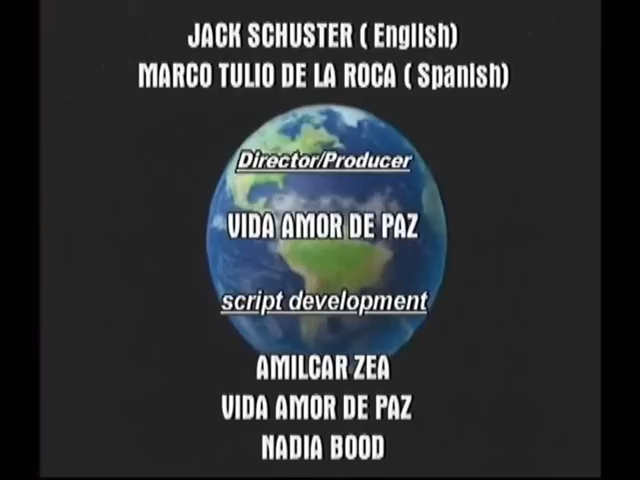 JACK SCHUSTER ( English)
MARCO TULIO DE LA ROCA ( Spanish)
Director/Producer
VIDA AMOR DE PAZ
script development
AMILCAR ZEA
VIDA AMOR DE PAZ
NADIA BOOD